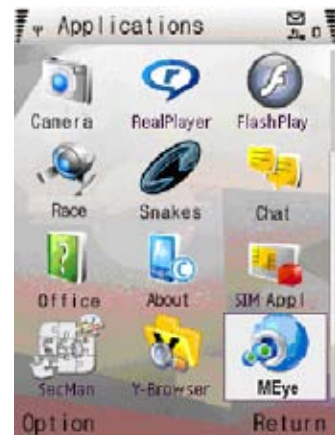 Applications
Camera RealPlayer FlashPlay
Race Snakes Chat
Office About SIM Appl
SecMan Y-Browser MEye
Option Return